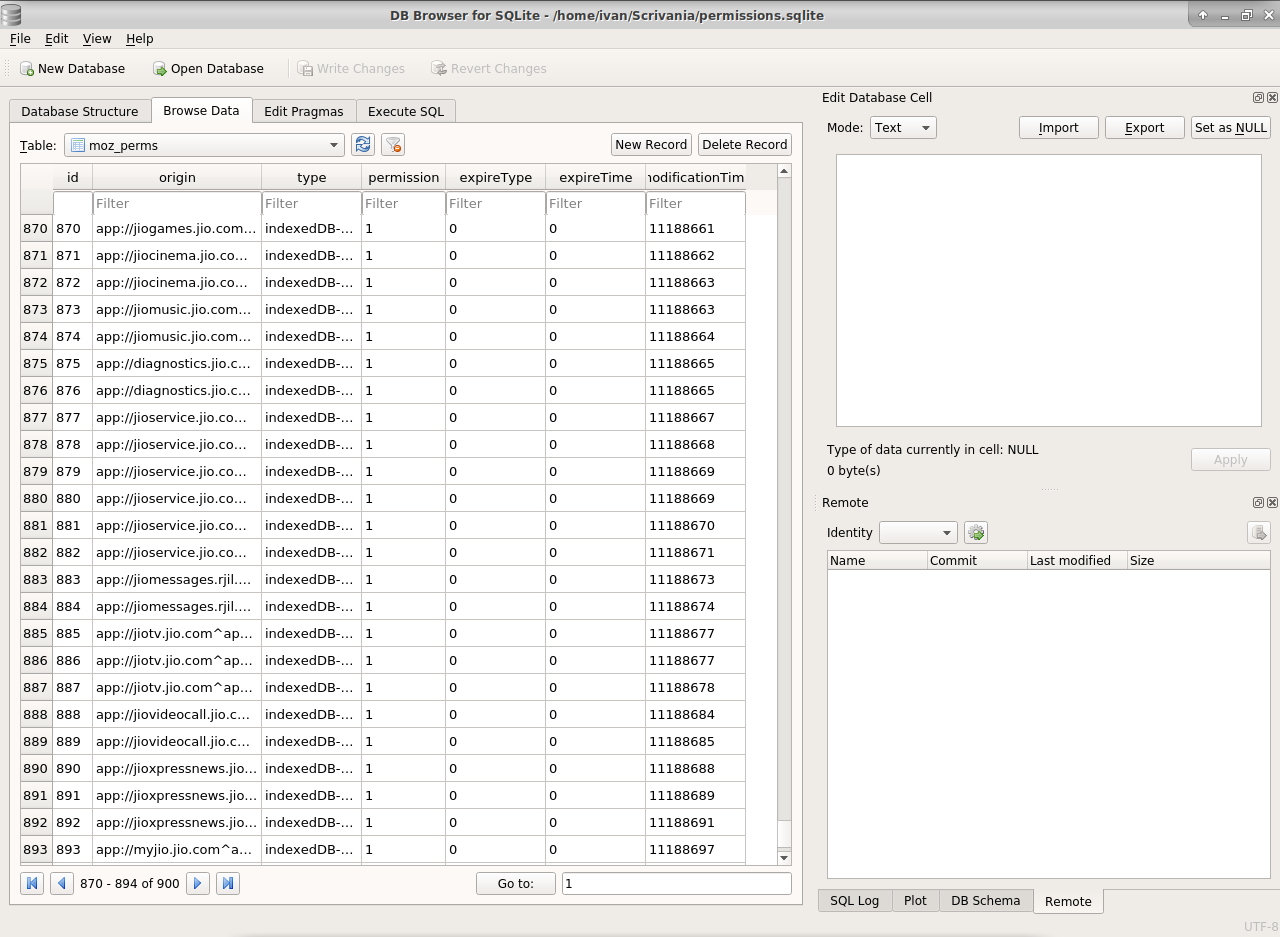 DB Browser for SQLite - /home/ivan/Scrivania/permissions.sqlite
File Edit View Help
New Database Open Database Write Changes Revert Changes
Database Structure Browse Data Edit Pragmas Execute SQL
Table: moz_perms New Record Delete Record
id origin type permission expireType expireTime nodificationTim
Filter Filter Filter Filter Filter Filter
870 870 app://jiogames.jio.com... indexedDB-... 1 0 0 11188661
871 871 app://jiocinema.jio.co... indexedDB-... 1 0 0 11188662
872 872 app://jiocinema.jio.co... indexedDB-... 1 0 0 11188663
873 873 app://jiomusic.jio.com... indexedDB-... 1 0 0 11188663
874 874 app://jiomusic.jio.com... indexedDB-... 1 0 0 11188664
875 875 app://diagnostics.jio.c... indexedDB-... 1 0 0 11188665
876 876 app://diagnostics.jio.c... indexedDB-... 1 0 0 11188665
877 877 app://jioservice.jio.co... indexedDB-... 1 0 0 11188667
878 878 app://jioservice.jio.co... indexedDB-... 1 0 0 11188668
879 879 app://jioservice.jio.co... indexedDB-... 1 0 0 11188669
880 880 app://jioservice.jio.co... indexedDB-... 1 0 0 11188669
881 881 app://jioservice.jio.co... indexedDB-... 1 0 0 11188670
882 882 app://jioservice.jio.co... indexedDB-... 1 0 0 11188671
883 883 app://jiomessages.rjil.... indexedDB-... 1 0 0 11188673
884 884 app://jiomessages.rjil.... indexedDB-... 1 0 0 11188674
885 885 app://jiotv.jio.com^ap... indexedDB-... 1 0 0 11188677
886 886 app://jiotv.jio.com^ap... indexedDB-... 1 0 0 11188677
887 887 app://jiotv.jio.com^ap... indexedDB-... 1 0 0 11188678
888 888 app://jiovideocall.jio.c... indexedDB-... 1 0 0 11188684
889 889 app://jiovideocall.jio.c... indexedDB-... 1 0 0 11188685
890 890 app://jioxpressnews.jio... indexedDB-... 1 0 0 11188688
891 891 app://jioxpressnews.jio... indexedDB-... 1 0 0 11188689
892 892 app://jioxpressnews.jio... indexedDB-... 1 0 0 11188691
893 893 app://myjio.jio.com^a... indexedDB-... 1 0 0 11188697
870 - 894 of 900 Go to: 1
Edit Database Cell
Mode: Text Import Export Set as NULL
Type of data currently in cell: NULL
0 byte(s)
Apply
Remote
Identity
Name Commit Last modified Size
SQL Log Plot DB Schema Remote
UTF-8